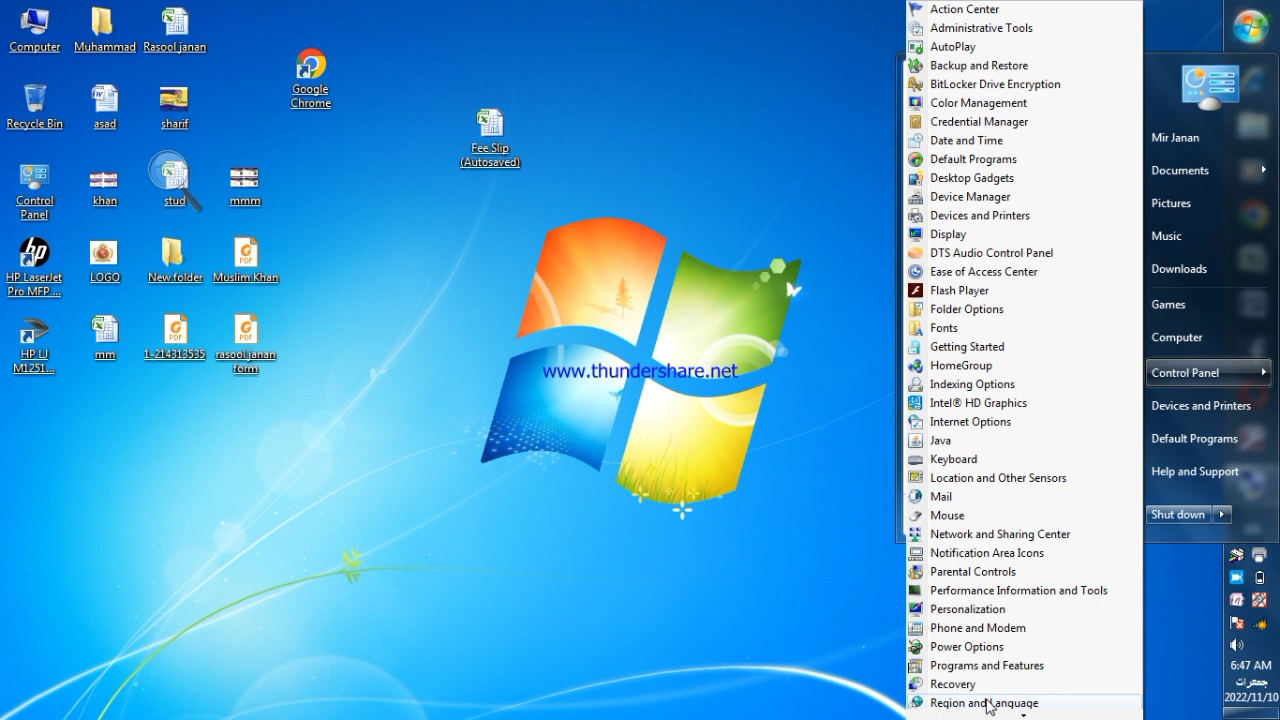 Computer
Muhammad
Rasool janan
Google
Chrome
Recycle Bin
asad
sharif
Fee Slip
(Autosaved)
Control
Panel
khan
stud
mmm
HP LaserJet
Pro MFP ...
LOGO
New folder
Muslim Khan
HP LJ
M1251...
mm
1-214313535
rasool janan
form
www.thundershare.net
Action Center
Administrative Tools
AutoPlay
Backup and Restore
BitLocker Drive Encryption
Color Management
Credential Manager
Date and Time
Default Programs
Desktop Gadgets
Device Manager
Devices and Printers
Display
DTS Audio Control Panel
Ease of Access Center
Flash Player
Folder Options
Fonts
Getting Started
HomeGroup
Indexing Options
Intel® HD Graphics
Internet Options
Java
Keyboard
Location and Other Sensors
Mail
Mouse
Network and Sharing Center
Notification Area Icons
Parental Controls
Performance Information and Tools
Personalization
Phone and Modem
Power Options
Programs and Features
Recovery
Region and Language
Mir Janan
Documents
Pictures
Music
Downloads
Games
Computer
Control Panel
Devices and Printers
Default Programs
Help and Support
Shut down
6:47 AM
جمعرات
2022/11/10